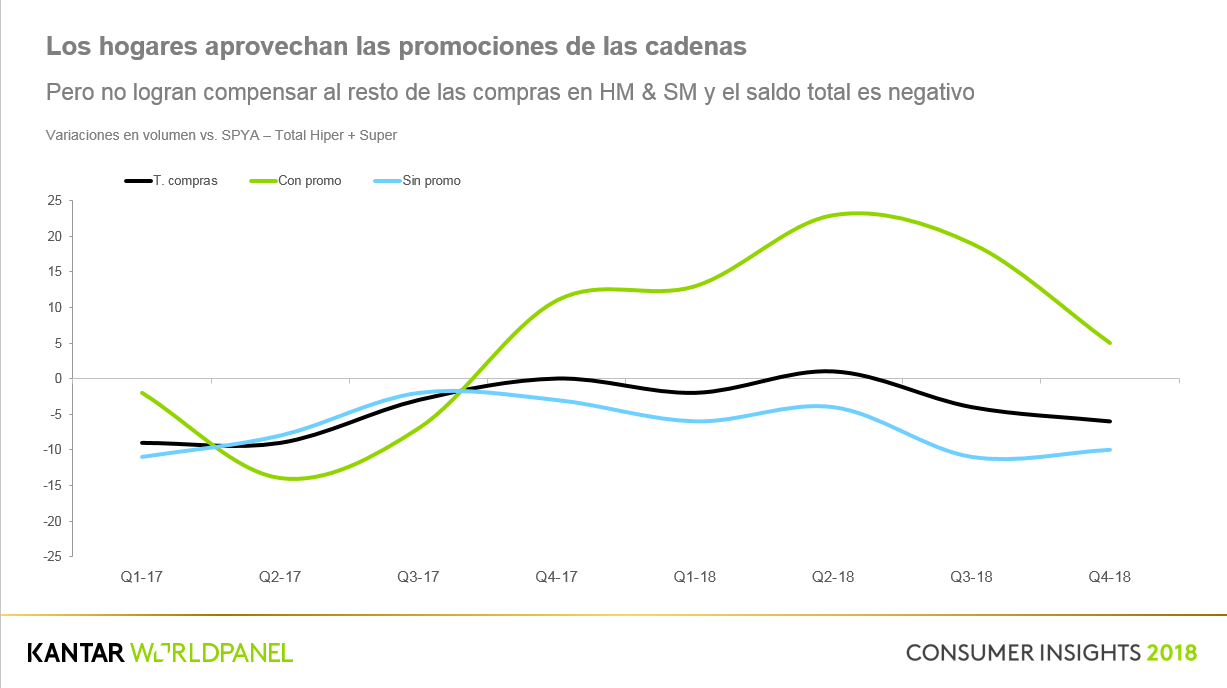 Los hogares aprovechan las promociones de las cadenas
Pero no logran compensar al resto de las compras en HM & SM y el saldo total es negativo
Variaciones en volumen vs. SPYA – Total Hiper + Super
T. compras Con promo Sin promo
25
20
15
10
5
0
-5
-10
-15
-20
-25
Q1-17 Q2-17 Q3-17 Q4-17 Q1-18 Q2-18 Q3-18 Q4-18
KANTAR WORLDPANEL
CONSUMER INSIGHTS 2018